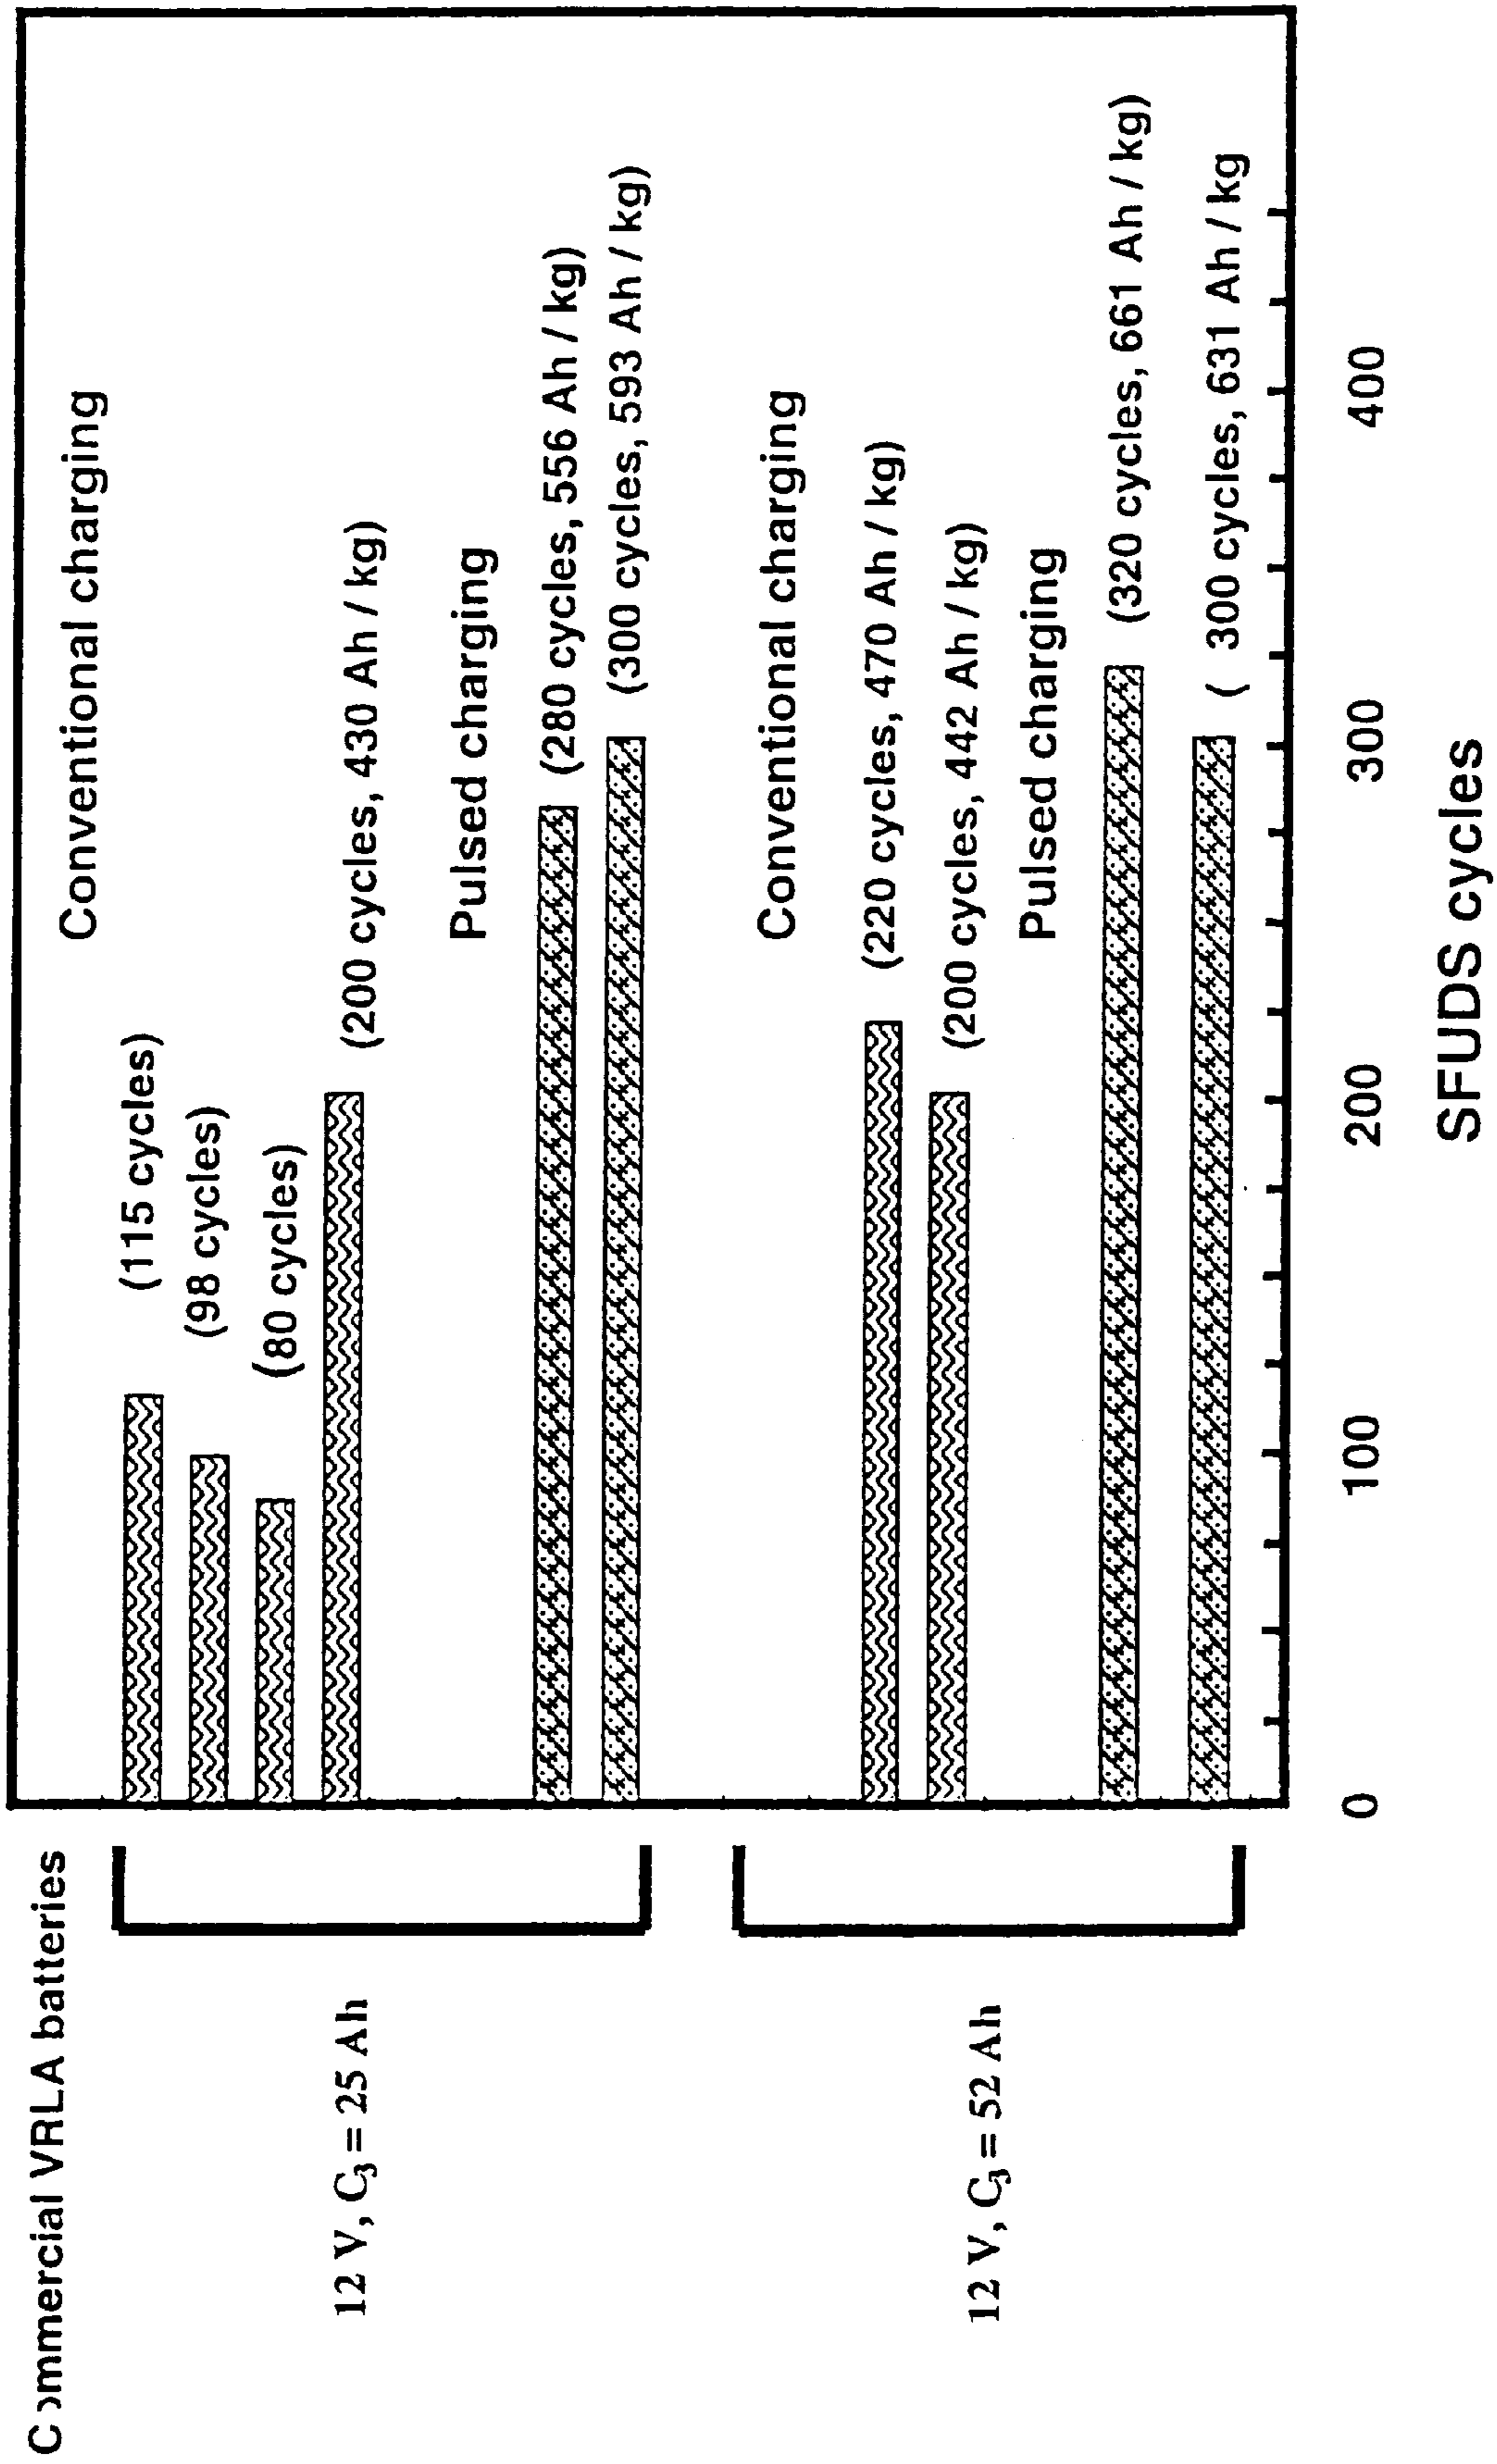 Commercial VRLA batteries
Conventional charging
(115 cycles)
(98 cycles)
(80 cycles)
12 V, C3 = 25 Ah
(200 cycles, 430 Ah / kg)
Pulsed charging
(280 cycles, 556 Ah / kg)
(300 cycles, 593 Ah / kg)
Conventional charging
(220 cycles, 470 Ah / kg)
12 V, C3 = 52 Ah
(200 cycles, 442 Ah / kg)
Pulsed charging
(320 cycles, 661 Ah / kg)
( 300 cycles, 631 Ah / kg
0 100 200 300 400
SFUDS cycles